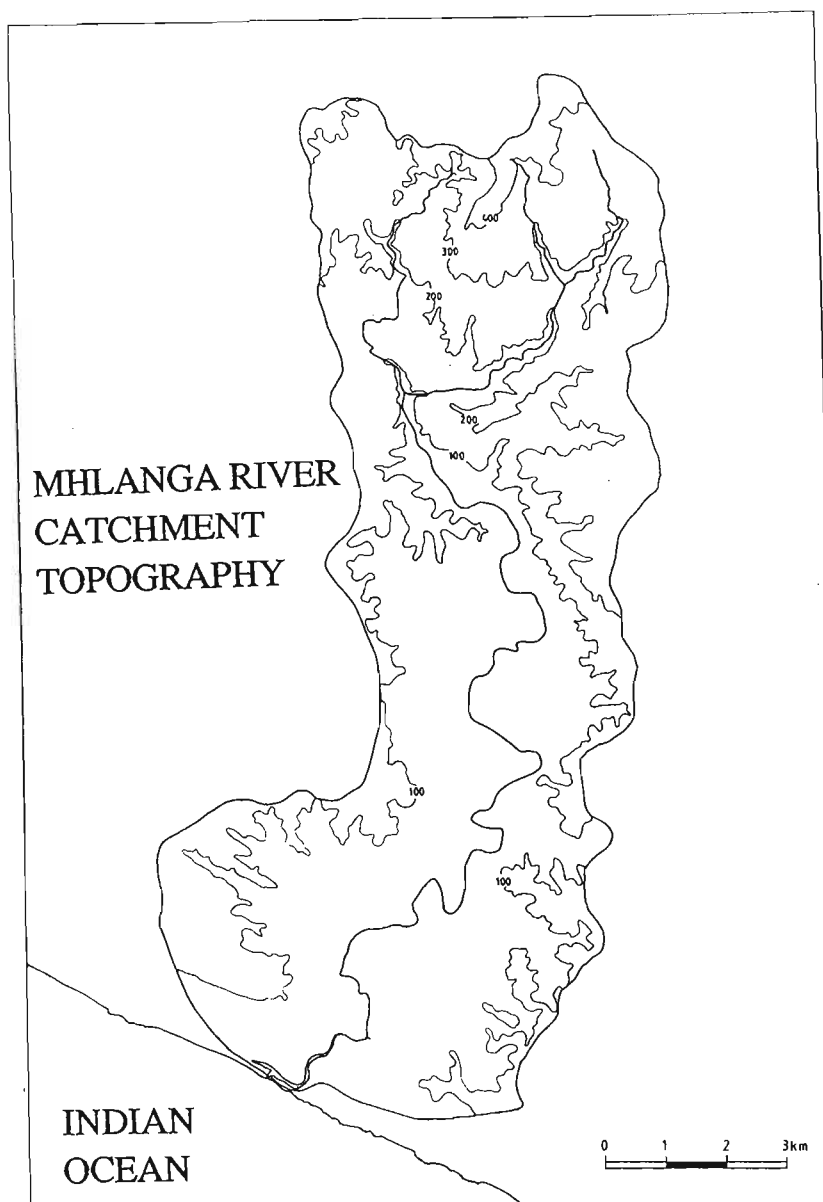 400
300
200
200
100
MHLANGA RIVER
CATCHMENT
TOPOGRAPHY
100
100
INDIAN
OCEAN
0 1 2 3km